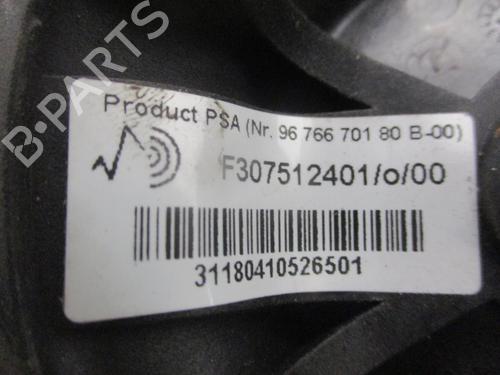 B-PARTS
Product PSA (Nr. 96 766 701 80 B-00)
F307512401/o/00
31180410526501